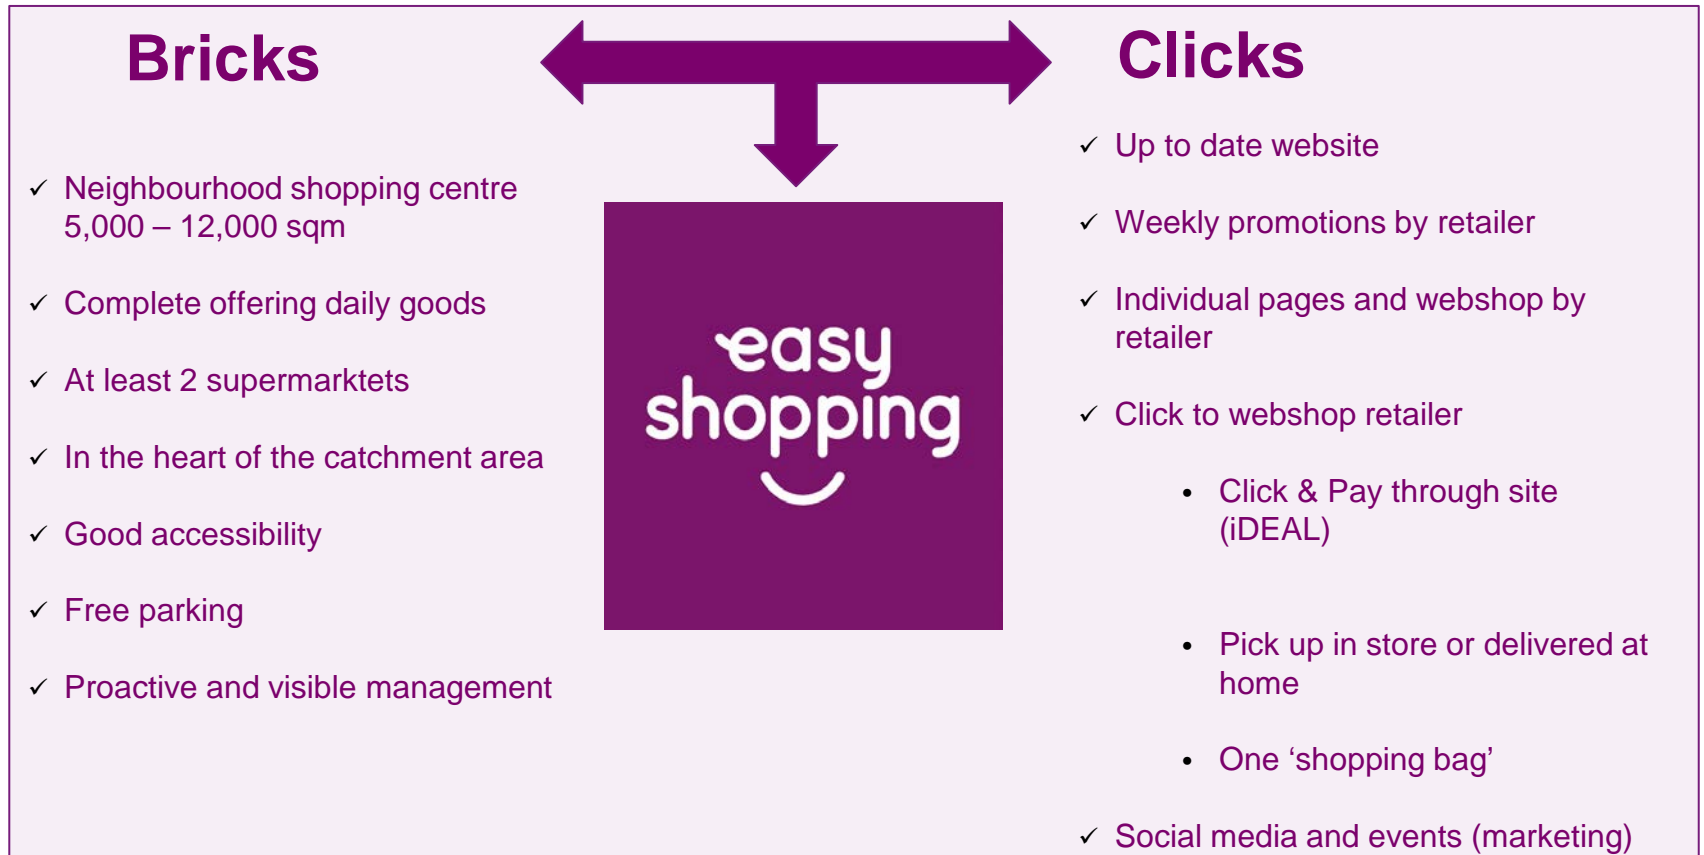 Bricks
✓ Neighbourhood shopping centre
5,000 – 12,000 sqm
✓ Complete offering daily goods
✓ At least 2 supermarktets
✓ In the heart of the catchment area
✓ Good accessibility
✓ Free parking
✓ Proactive and visible management
easy
shopping
Clicks
✓ Up to date website
✓ Weekly promotions by retailer
✓ Individual pages and webshop by
retailer
✓ Click to webshop retailer
• Click & Pay through site
(iDEAL)
• Pick up in store or delivered at
home
• One ‘shopping bag’
✓ Social media and events (marketing)